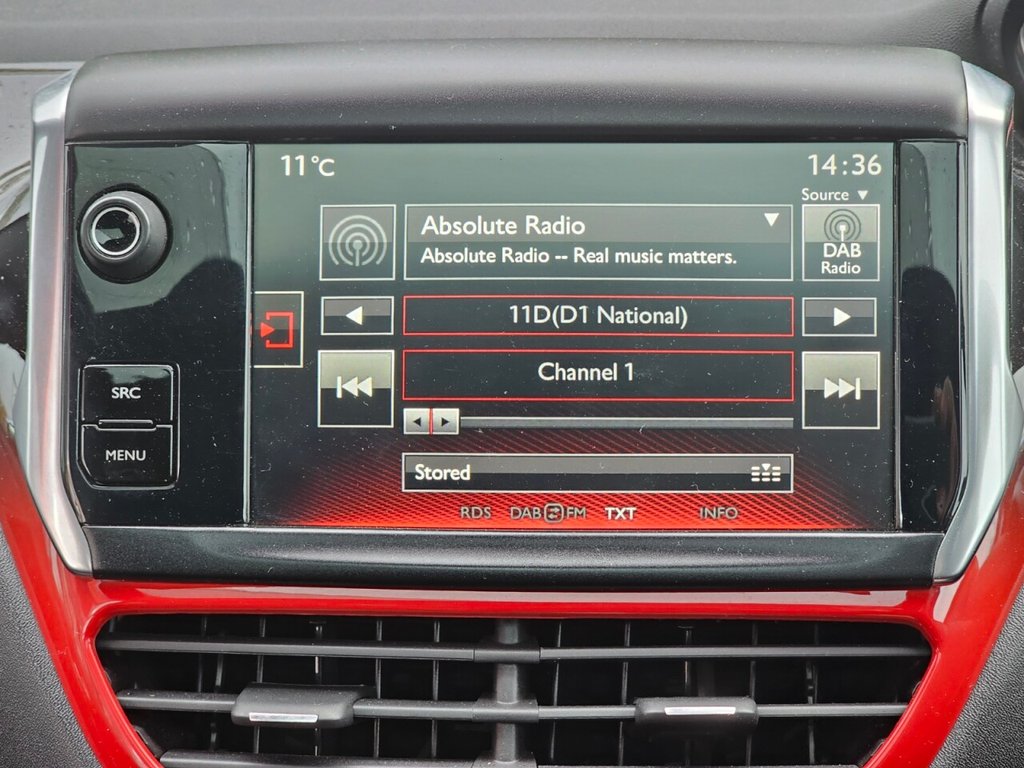 11°C
14:36
Source
Absolute Radio
Absolute Radio -- Real music matters.
DAB
Radio
11D(D1 National)
Channel 1
SRC
MENU
Stored
RDS DAB FM TXT INFO